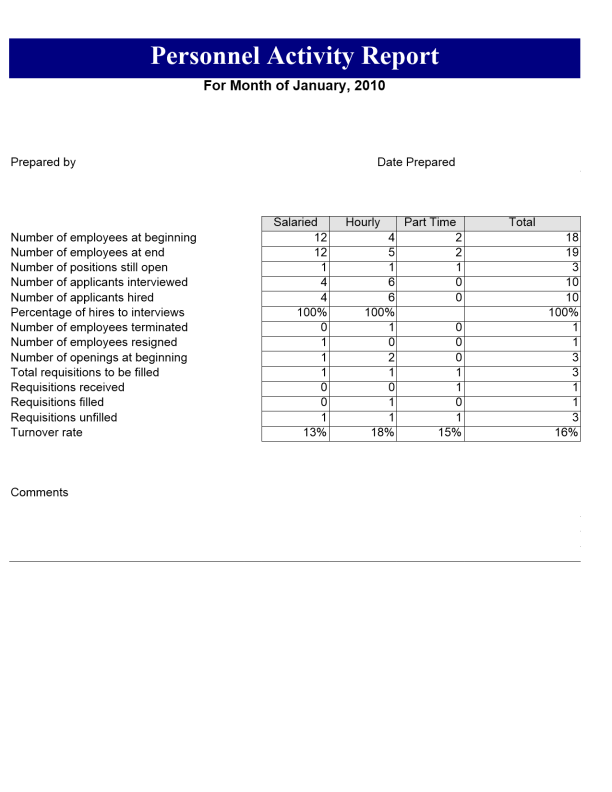 Personnel Activity Report
For Month of January, 2010
Prepared by Date Prepared
Salaried Hourly Part Time Total
Number of employees at beginning 12 4 2 18
Number of employees at end 12 5 2 19
Number of positions still open 1 1 1 3
Number of applicants interviewed 4 6 0 10
Number of applicants hired 4 6 0 10
Percentage of hires to interviews 100% 100% 100%
Number of employees terminated 0 1 0 1
Number of employees resigned 1 0 0 1
Number of openings at beginning 1 2 0 3
Total requisitions to be filled 1 1 1 3
Requisitions received 0 0 1 1
Requisitions filled 0 1 0 1
Requisitions unfilled 1 1 1 3
Turnover rate 13% 18% 15% 16%
Comments